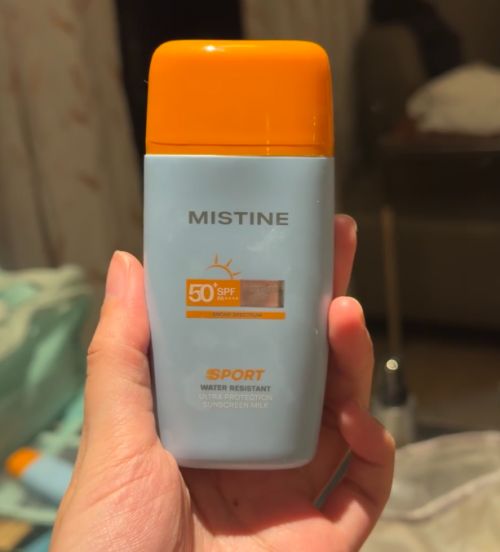 MISTINE
50+ SPF
PA++++
BROAD SPECTRUM
SPORT
WATER RESISTANT
ULTRA PROTECTION
SUNSCREEN MILK